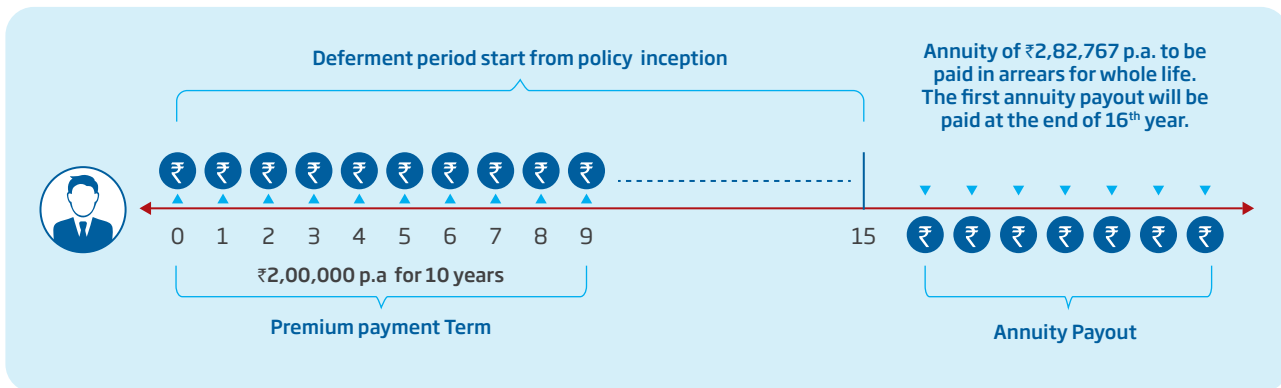 Deferment period start from policy inception
Annuity of ₹2,82,767 p.a. to be
paid in arrears for whole life.
The first annuity payout will be
paid at the end of 16th year.
₹ ₹ ₹ ₹ ₹ ₹ ₹ ₹ ₹ ₹
0 1 2 3 4 5 6 7 8 9 15
₹ ₹ ₹ ₹ ₹ ₹ ₹
₹2,00,000 p.a for 10 years
Premium payment Term
Annuity Payout